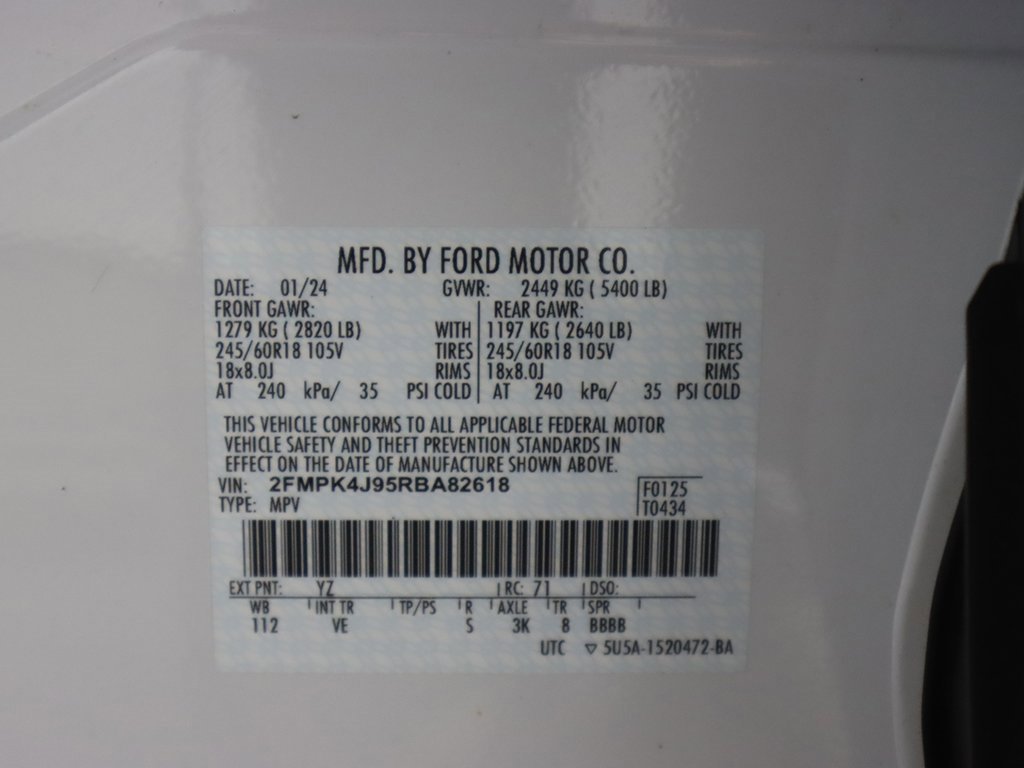 MFD. BY FORD MOTOR CO.
DATE: 01/24 GVWR: 2449 KG ( 5400 LB)
FRONT GAWR: REAR GAWR:
1279 KG ( 2820 LB) WITH 1197 KG ( 2640 LB) WITH
245/60R18 105V TIRES 245/60R18 105V TIRES
18x8.0J RIMS 18x8.0J RIMS
AT 240 kPa/ 35 PSI COLD AT 240 kPa/ 35 PSI COLD
THIS VEHICLE CONFORMS TO ALL APPLICABLE FEDERAL MOTOR
VEHICLE SAFETY AND THEFT PREVENTION STANDARDS IN
EFFECT ON THE DATE OF MANUFACTURE SHOWN ABOVE.
VIN: 2FMPK4J95RBA82618 F0125
TYPE: MPV T0434
EXT PNT: YZ RC: 71 DSO:
WB INT TR TP/PS R AXLE TR SPR
112 VE S 3K 8 BBBB
UTC ▽ 5U5A-1520472-BA